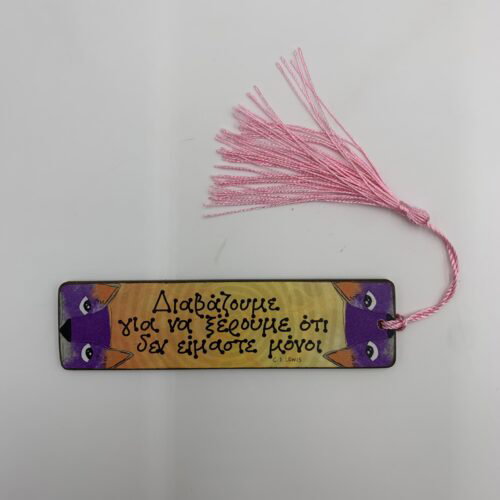 Διαβάζουμε
για να ξέρουμε ότι
δεν είμαστε μόνοι
C.S LEWIS